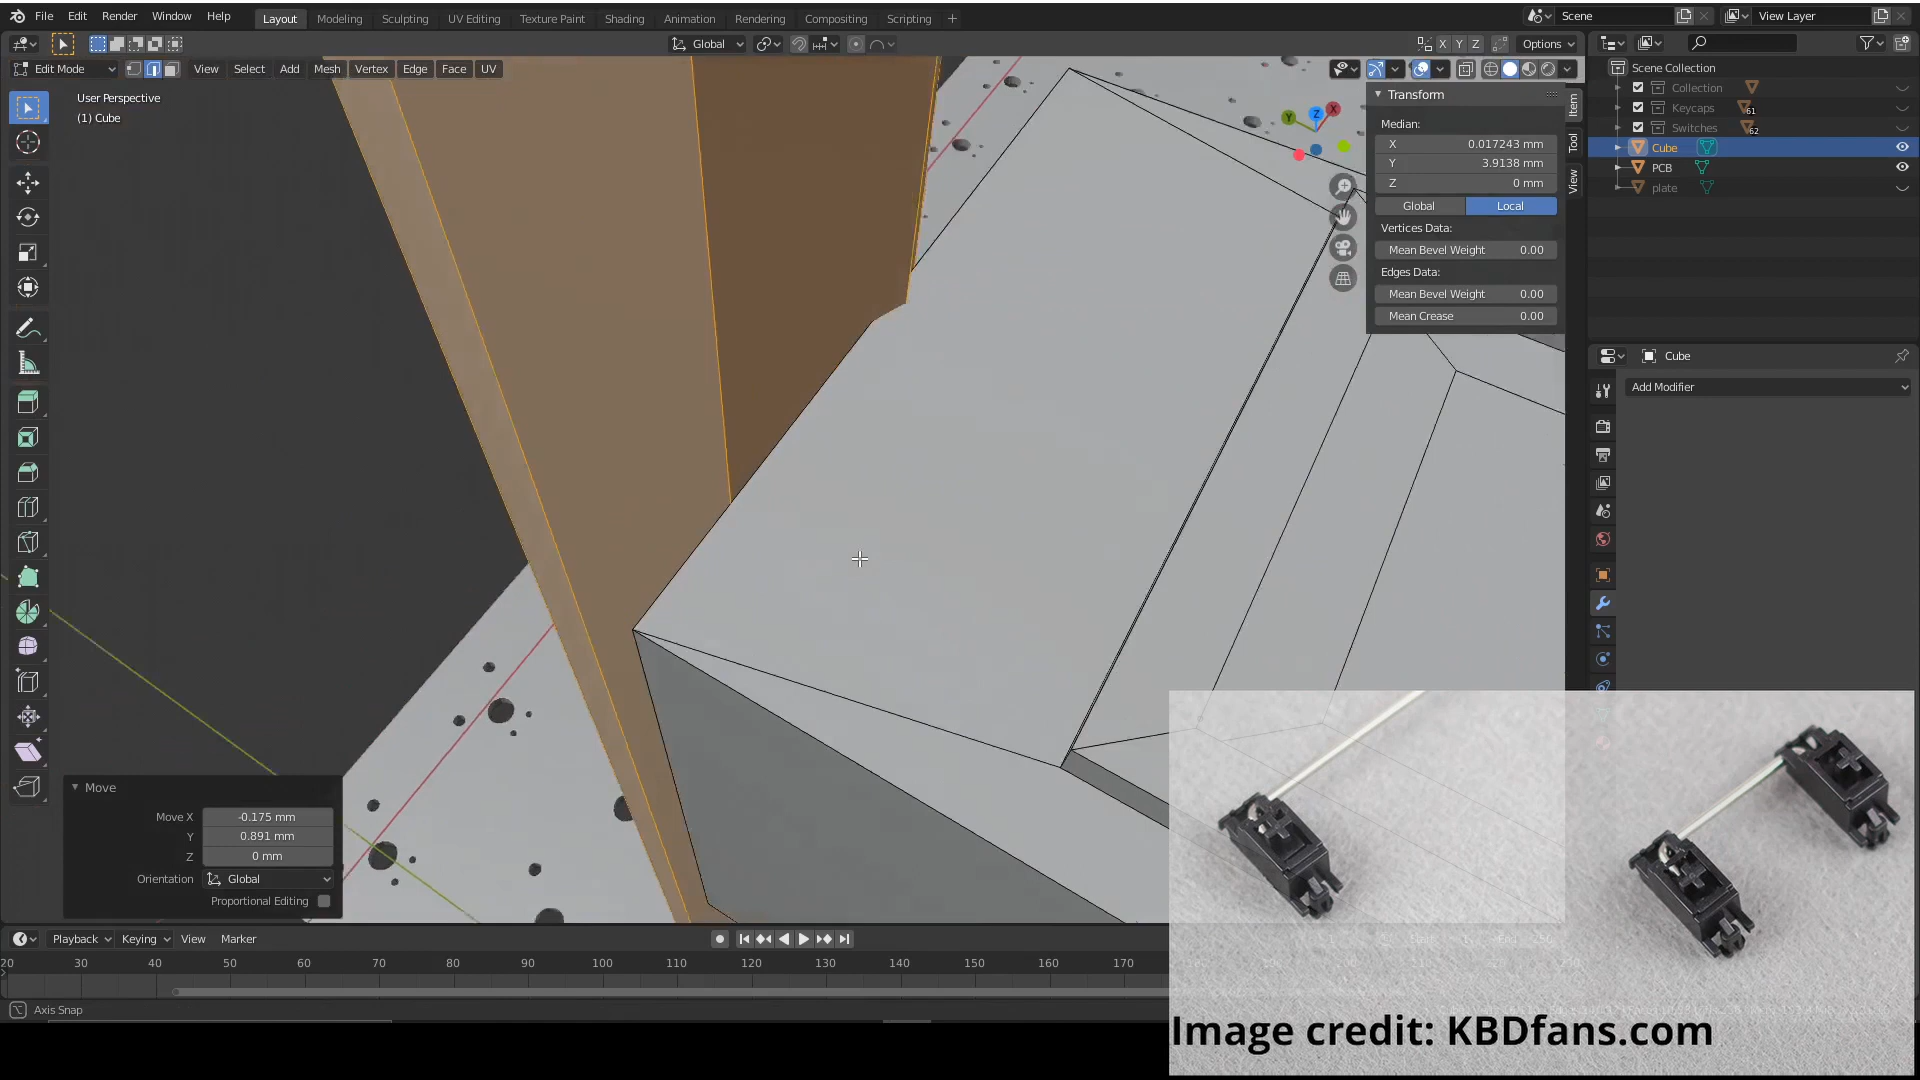 File Edit Render Window Help Layout Modeling Sculpting UV Editing Texture Paint Shading Animation Rendering Compositing Scripting + Scene View Layer
Global X Y Z Options
Edit Mode View Select Add Mesh Vertex Edge Face UV
Scene Collection
Collection
Keycaps 61
Switches 62
Cube
PCB
plate
User Perspective
(1) Cube
X
Y
Z
Transform
Median:
X 0.017243 mm
Y 3.9138 mm
Z 0 mm
Global Local
Vertices Data:
Mean Bevel Weight 0.00
Edges Data:
Mean Bevel Weight 0.00
Mean Crease 0.00
Item
Tool
View
Cube
Add Modifier
Move
Move X -0.175 mm
Y 0.891 mm
Z 0 mm
Orientation Global
Proportional Editing
Playback Keying View Marker
20 30 40 50 60 70 80 90 100 110 120 130 140 150 160 170
Axis Snap
Image credit: KBDfans.com